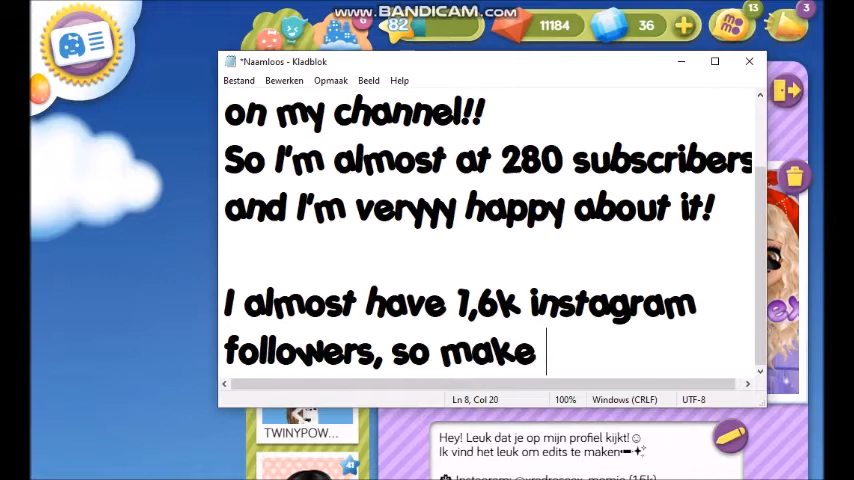 WWW.BANDICAM.COM
82
8
11184
36
13
3
*Naamloos - Kladblok
Bestand Bewerken Opmaak Beeld Help
on my channel!!
So I'm almost at 280 subscribers
and I'm veryyy happy about it!
I almost have 1,6k instagram
followers, so make
Ln 8, Col 20 100% Windows (CRLF) UTF-8
TWINYPOW...
41
Hey! Leuk dat je op mijn profiel kijkt!☺
Ik vind het leuk om edits te maken